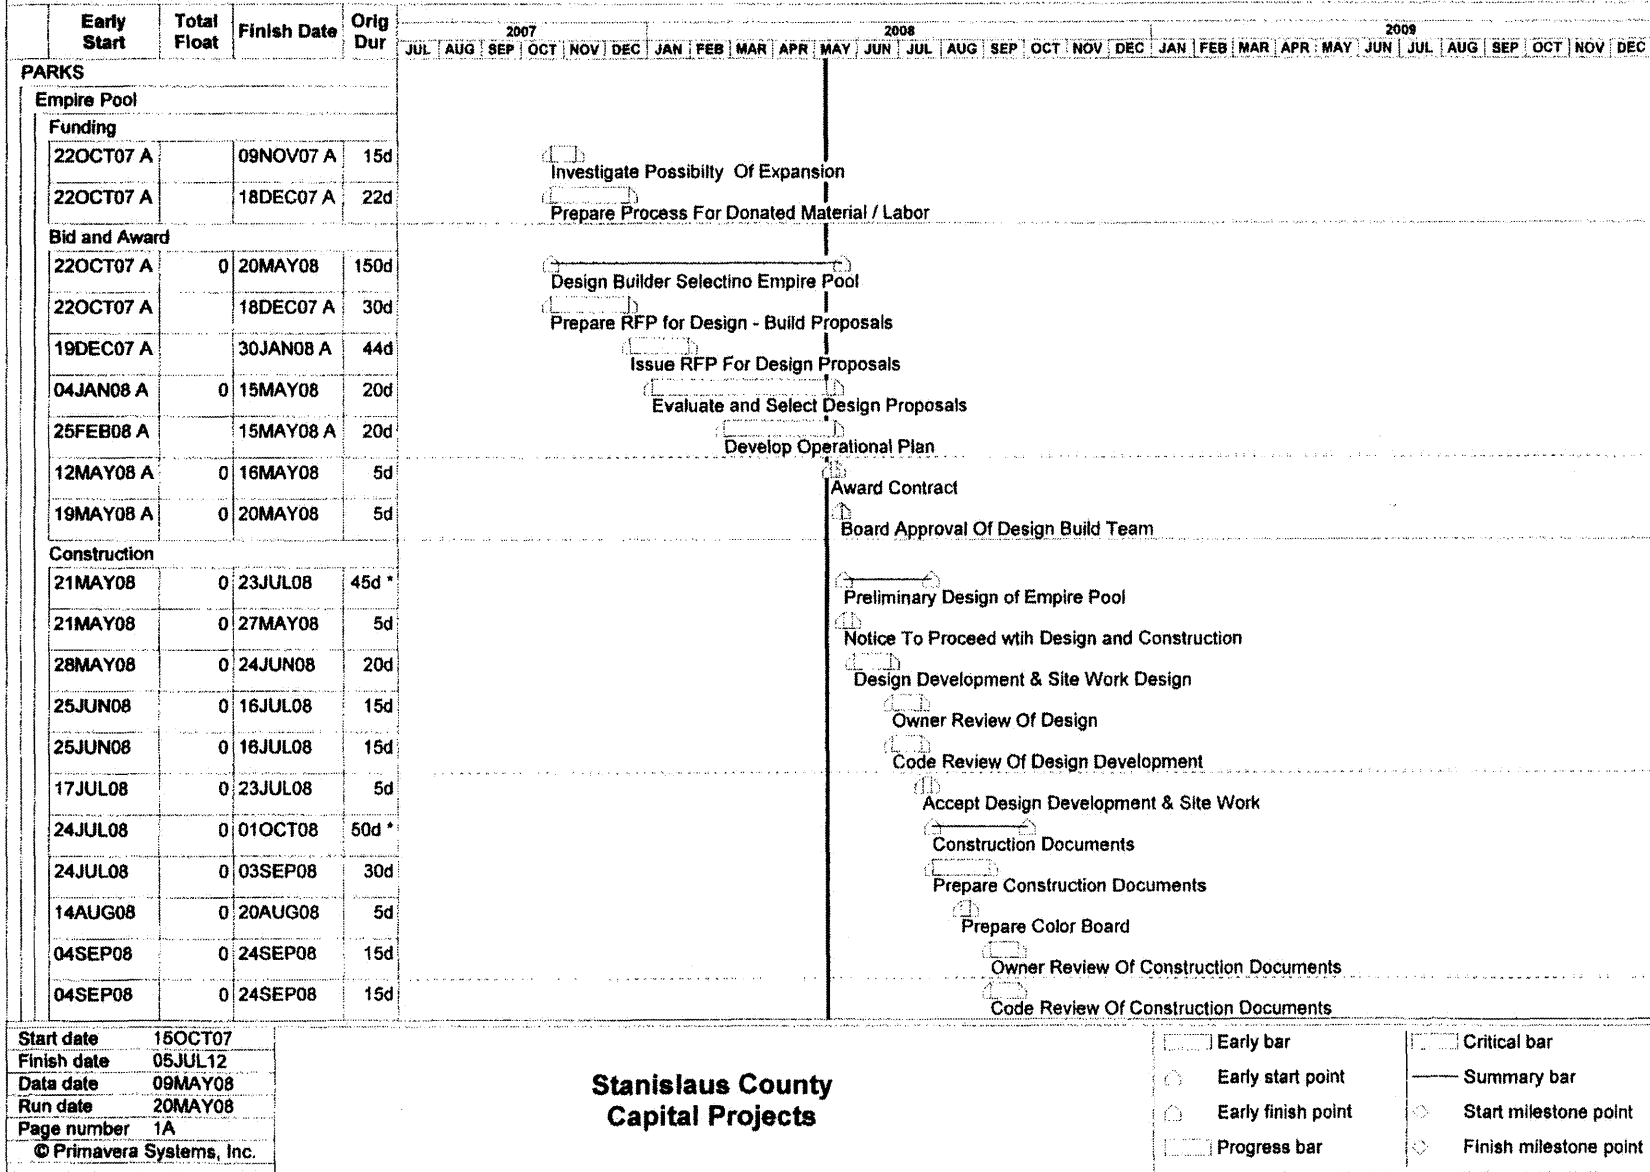 Early Start Total Float Finish Date Orig Dur
2007 2008 2009
JUL AUG SEP OCT NOV DEC JAN FEB MAR APR MAY JUN JUL AUG SEP OCT NOV DEC JAN FEB MAR APR MAY JUN JUL AUG SEP OCT NOV DEC
PARKS
Empire Pool
Funding
22OCT07 A 09NOV07 A 15d
Investigate Possibilty Of Expansion
22OCT07 A 18DEC07 A 22d
Prepare Process For Donated Material / Labor
Bid and Award
22OCT07 A 0 20MAY08 150d
Design Builder Selectino Empire Pool
22OCT07 A 18DEC07 A 30d
Prepare RFP for Design - Build Proposals
19DEC07 A 30JAN08 A 44d
Issue RFP For Design Proposals
04JAN08 A 0 15MAY08 20d
Evaluate and Select Design Proposals
25FEB08 A 15MAY08 A 20d
Develop Operational Plan
12MAY08 A 0 16MAY08 5d
Award Contract
19MAY08 A 0 20MAY08 5d
Board Approval Of Design Build Team
Construction
21MAY08 0 23JUL08 45d *
Preliminary Design of Empire Pool
21MAY08 0 27MAY08 5d
Notice To Proceed wtih Design and Construction
28MAY08 0 24JUN08 20d
Design Development & Site Work Design
25JUN08 0 16JUL08 15d
Owner Review Of Design
25JUN08 0 16JUL08 15d
Code Review Of Design Development
17JUL08 0 23JUL08 5d
Accept Design Development & Site Work
24JUL08 0 01OCT08 50d *
Construction Documents
24JUL08 0 03SEP08 30d
Prepare Construction Documents
14AUG08 0 20AUG08 5d
Prepare Color Board
04SEP08 0 24SEP08 15d
Owner Review Of Construction Documents
04SEP08 0 24SEP08 15d
Code Review Of Construction Documents
Start date 15OCT07
Finish date 05JUL12
Data date 09MAY08
Run date 20MAY08
Page number 1A
© Primavera Systems, Inc.
Stanislaus County
Capital Projects
Early bar
Early start point
Early finish point
Progress bar
Critical bar
Summary bar
Start milestone point
Finish milestone point